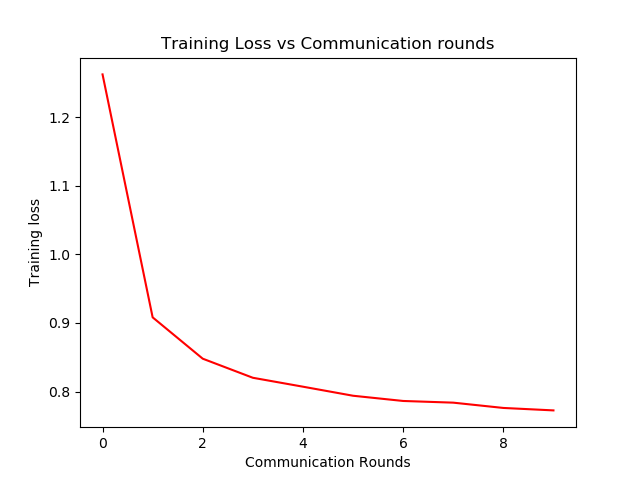 Training Loss vs Communication rounds
1.2
1.1
1.0
0.9
0.8
Training loss
0 2 4 6 8
Communication Rounds